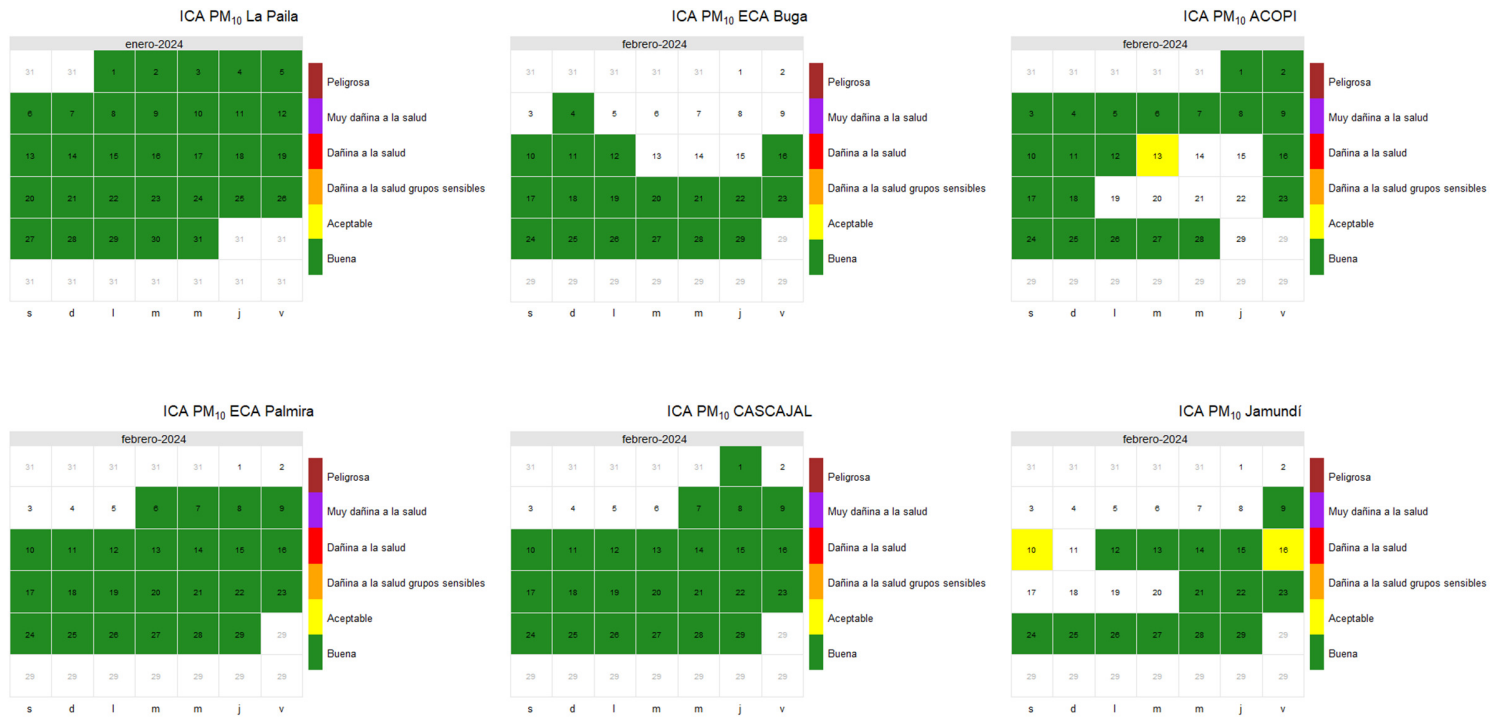 ICA PM₁₀ La Paila
enero-2024
31 31 1 2 3 4 5
6 7 8 9 10 11 12
13 14 15 16 17 18 19
20 21 22 23 24 25 26
27 28 29 30 31 31 31
31 31 31 31 31 31 31
s d l m m j v
Peligrosa
Muy dañina a la salud
Dañina a la salud
Dañina a la salud grupos sensibles
Aceptable
Buena
ICA PM₁₀ ECA Buga
febrero-2024
31 31 31 31 31 1 2
3 4 5 6 7 8 9
10 11 12 13 14 15 16
17 18 19 20 21 22 23
24 25 26 27 28 29 29
29 29 29 29 29 29 29
s d l m m j v
Peligrosa
Muy dañina a la salud
Dañina a la salud
Dañina a la salud grupos sensibles
Aceptable
Buena
ICA PM₁₀ ACOPI
febrero-2024
31 31 31 31 31 1 2
3 4 5 6 7 8 9
10 11 12 13 14 15 16
17 18 19 20 21 22 23
24 25 26 27 28 29 29
29 29 29 29 29 29 29
s d l m m j v
Peligrosa
Muy dañina a la salud
Dañina a la salud
Dañina a la salud grupos sensibles
Aceptable
Buena
ICA PM₁₀ ECA Palmira
febrero-2024
31 31 31 31 31 1 2
3 4 5 6 7 8 9
10 11 12 13 14 15 16
17 18 19 20 21 22 23
24 25 26 27 28 29 29
29 29 29 29 29 29 29
s d l m m j v
Peligrosa
Muy dañina a la salud
Dañina a la salud
Dañina a la salud grupos sensibles
Aceptable
Buena
ICA PM₁₀ CASCAJAL
febrero-2024
31 31 31 31 31 1 2
3 4 5 6 7 8 9
10 11 12 13 14 15 16
17 18 19 20 21 22 23
24 25 26 27 28 29 29
29 29 29 29 29 29 29
s d l m m j v
Peligrosa
Muy dañina a la salud
Dañina a la salud
Dañina a la salud grupos sensibles
Aceptable
Buena
ICA PM₁₀ Jamundí
febrero-2024
31 31 31 31 31 1 2
3 4 5 6 7 8 9
10 11 12 13 14 15 16
17 18 19 20 21 22 23
24 25 26 27 28 29 29
29 29 29 29 29 29 29
s d l m m j v
Peligrosa
Muy dañina a la salud
Dañina a la salud
Dañina a la salud grupos sensibles
Aceptable
Buena